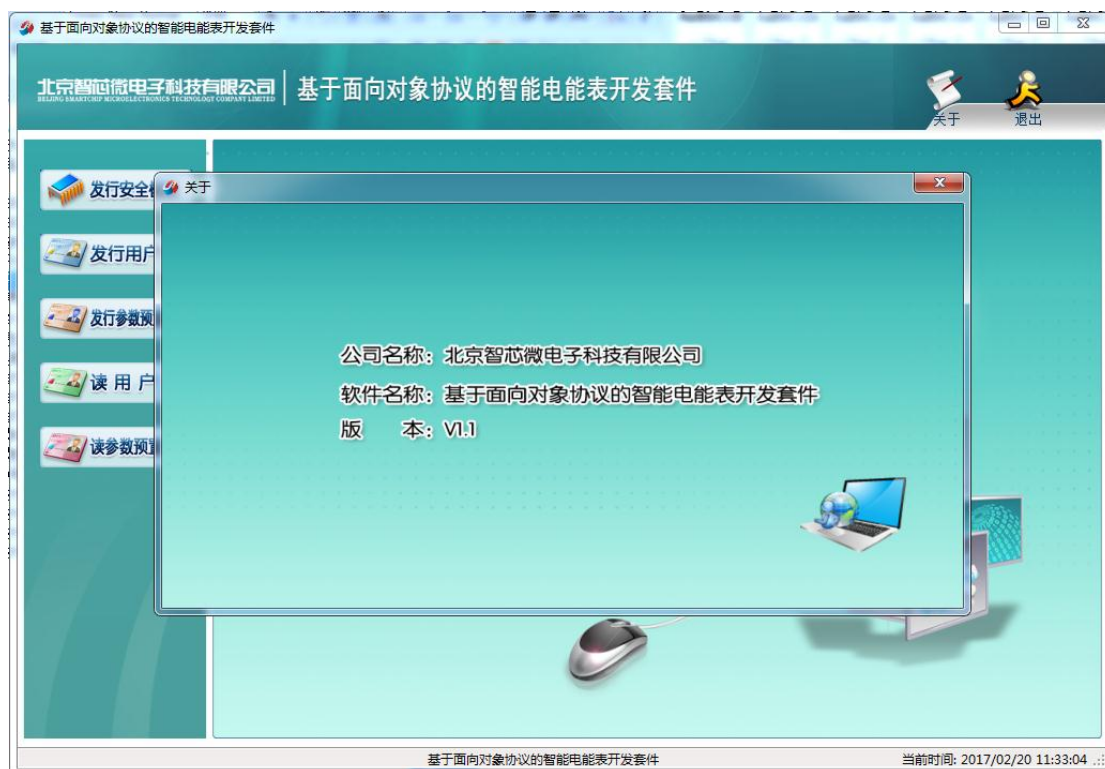 基于面向对象协议的智能电能表开发套件
北京智芯微电子科技有限公司
BEIJING SMARTCHIP MICROELECTRONICS TECHNOLOGY COMPANY LIMITED
基于面向对象协议的智能电能表开发套件
关于
退出
发行安全
关于
发行用户
发行参数预
读 用 户
读参数预
公司名称：北京智芯微电子科技有限公司
软件名称：基于面向对象协议的智能电能表开发套件
版 本：V1.1
基于面向对象协议的智能电能表开发套件
当前时间: 2017/02/20 11:33:04